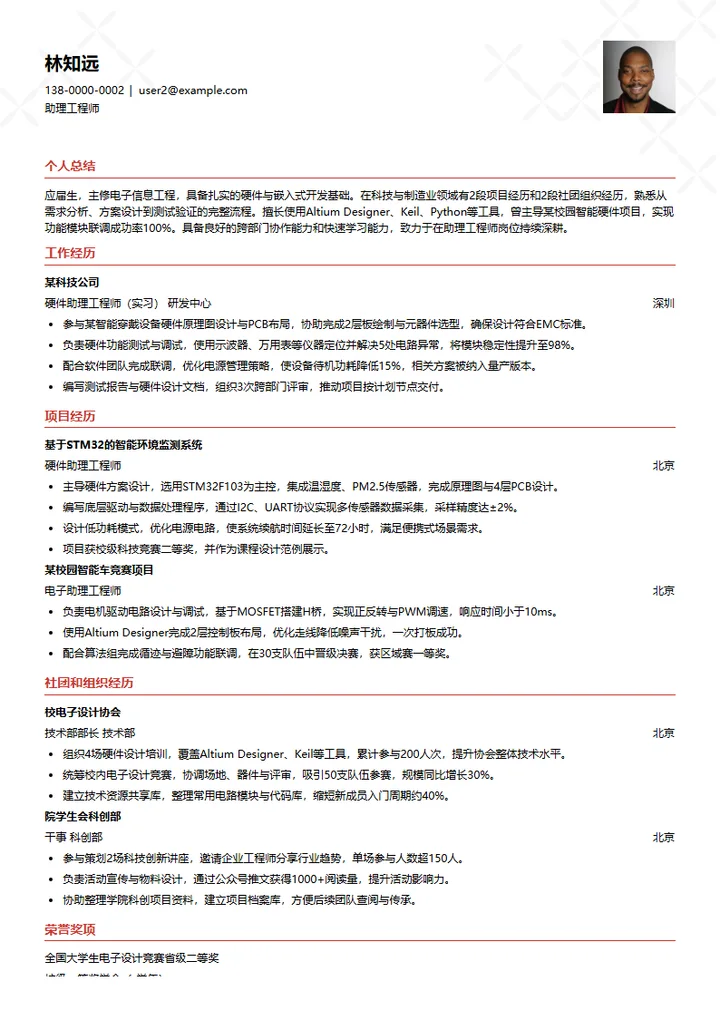 林知远
138-0000-0002 | user2@example.com
助理工程师
个人总结
应届生，主修电子信息工程，具备扎实的硬件与嵌入式开发基础。在科技与制造业领域有2段项目经历和2段社团组织经历，熟悉从
需求分析、方案设计到测试验证的完整流程。擅长使用Altium Designer、Keil、Python等工具，曾主导某校园智能硬件项目，实现
功能模块联调成功率100%。具备良好的跨部门协作能力和快速学习能力，致力于在助理工程师岗位持续深耕。
工作经历
某科技公司
硬件助理工程师（实习） 研发中心 深圳
• 参与某智能穿戴设备硬件原理图设计与PCB布局，协助完成2层板绘制与元器件选型，确保设计符合EMC标准。
• 负责硬件功能测试与调试，使用示波器、万用表等仪器定位并解决5处电路异常，将模块稳定性提升至98%。
• 配合软件团队完成联调，优化电源管理策略，使设备待机功耗降低15%，相关方案被纳入量产版本。
• 编写测试报告与硬件设计文档，组织3次跨部门评审，推动项目按计划节点交付。
项目经历
基于STM32的智能环境监测系统
硬件助理工程师 北京
• 主导硬件方案设计，选用STM32F103为主控，集成温湿度、PM2.5传感器，完成原理图与4层PCB设计。
• 编写底层驱动与数据处理程序，通过I2C、UART协议实现多传感器数据采集，采样精度达±2%。
• 设计低功耗模式，优化电源电路，使系统续航时间延长至72小时，满足便携式场景需求。
• 项目获校级科技竞赛二等奖，并作为课程设计范例展示。
某校园智能车竞赛项目
电子助理工程师 北京
• 负责电机驱动电路设计与调试，基于MOSFET搭建H桥，实现正反转与PWM调速，响应时间小于10ms。
• 使用Altium Designer完成2层控制板布局，优化走线降低噪声干扰，一次打板成功。
• 配合算法组完成循迹与避障功能联调，在30支队伍中晋级决赛，获区域赛一等奖。
社团和组织经历
校电子设计协会
技术部部长 技术部 北京
• 组织4场硬件设计培训，覆盖Altium Designer、Keil等工具，累计参与200人次，提升协会整体技术水平。
• 统筹校内电子设计竞赛，协调场地、器件与评审，吸引50支队伍参赛，规模同比增长30%。
• 建立技术资源共享库，整理常用电路模块与代码库，缩短新成员入门周期约40%。
院学生会科创部
干事 科创部 北京
• 参与策划2场科技创新讲座，邀请企业工程师分享行业趋势，单场参与人数超150人。
• 负责活动宣传与物料设计，通过公众号推文获得1000+阅读量，提升活动影响力。
• 协助整理学院科创项目资料，建立项目档案库，方便后续团队查阅与传承。
荣誉奖项
全国大学生电子设计竞赛省级二等奖